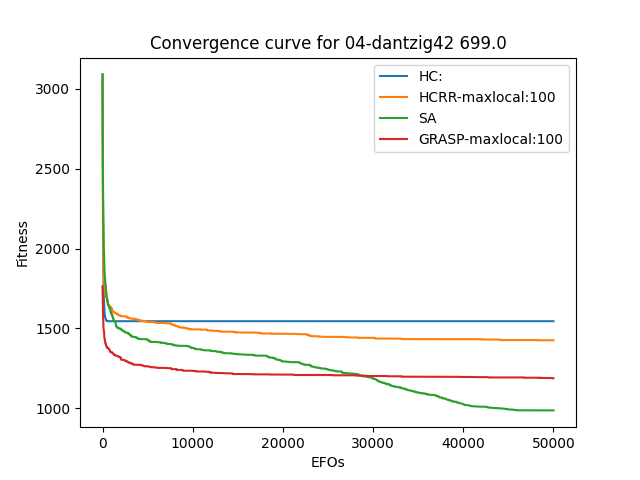 Convergence curve for 04-dantzig42 699.0
HC:
HCRR-maxlocal:100
SA
GRASP-maxlocal:100
Fitness
3000
2500
2000
1500
1000
0 10000 20000 30000 40000 50000
EFOs